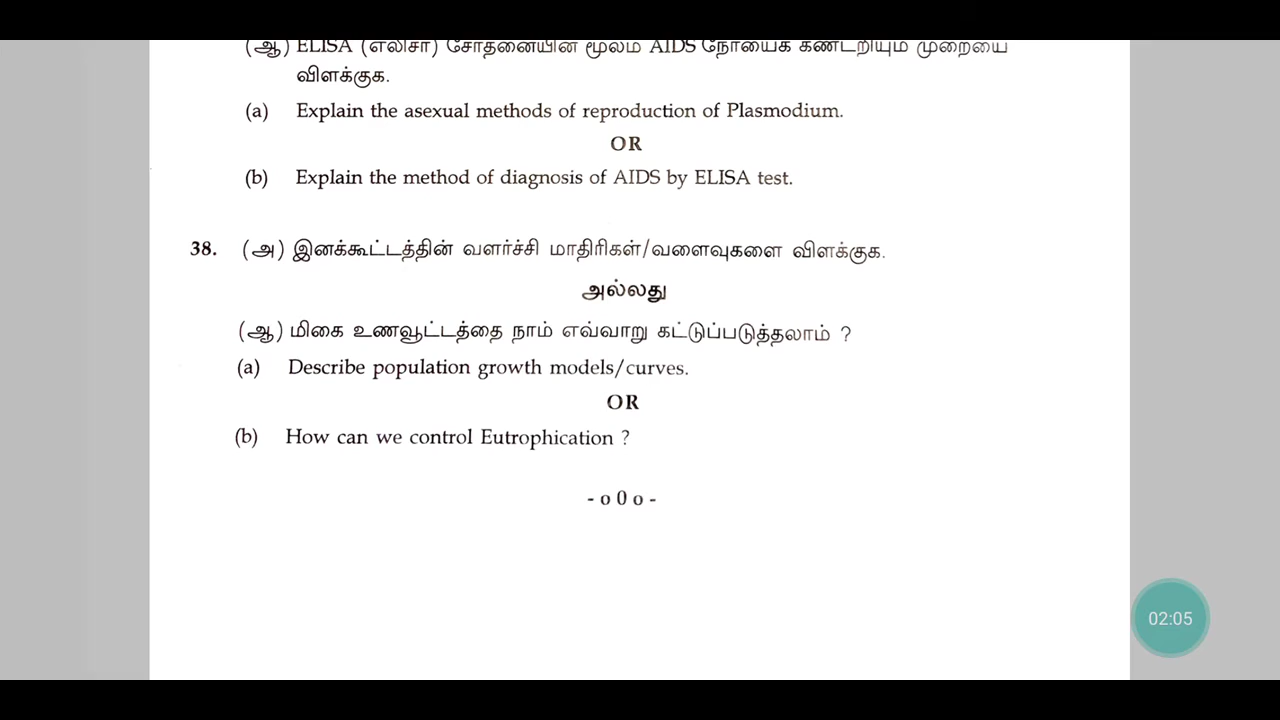 (ஆ) ELISA (எலிசா) சோதனையின் மூலம் AIDS நோயைக் கண்டறியும் முறையை
விளக்குக.
(a) Explain the asexual methods of reproduction of Plasmodium.
OR
(b) Explain the method of diagnosis of AIDS by ELISA test.
38. (அ) இனக்கூட்டத்தின் வளர்ச்சி மாதிரிகள்/வளைவுகளை விளக்குக.
அல்லது
(ஆ) மிகை உணவூட்டத்தை நாம் எவ்வாறு கட்டுப்படுத்தலாம் ?
(a) Describe population growth models/curves.
OR
(b) How can we control Eutrophication ?
- o 0 o -
02:05